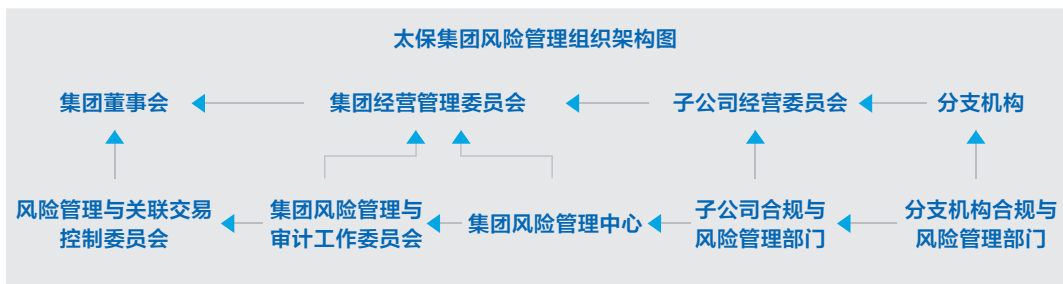 太保集团风险管理组织架构图
集团董事会
集团经营管理委员会
子公司经营委员会
分支机构
风险管理与关联交易
控制委员会
集团风险管理与
审计工作委员会
集团风险管理中心
子公司合规与
风险管理部门
分支机构合规与
风险管理部门